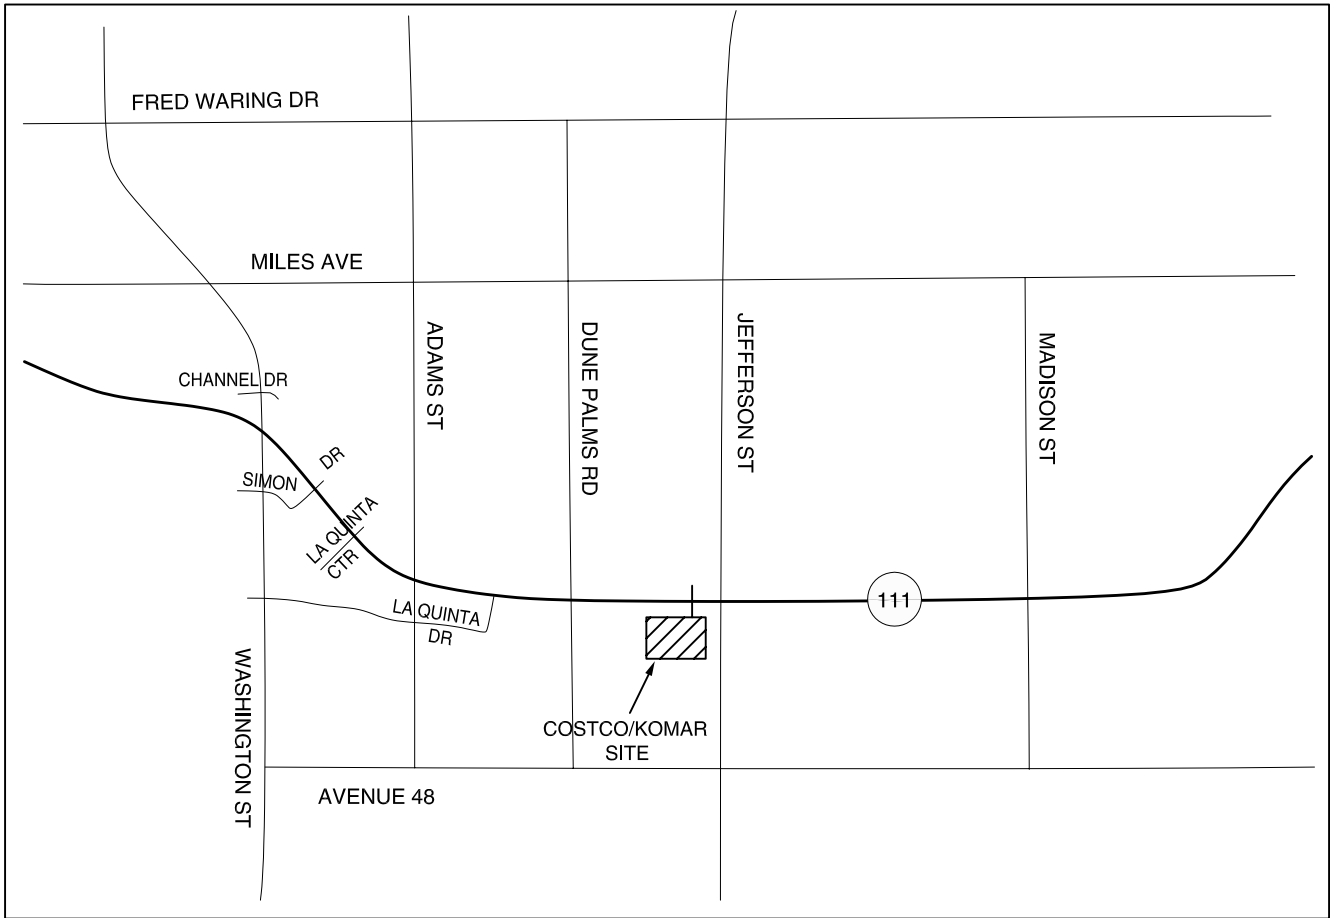 FRED WARING DR
MILES AVE
ADAMS ST
DUNE PALMS RD
JEFFERSON ST
MADISON ST
CHANNEL DR
SIMON DR
LA QUINTA
CTR
111
LA QUINTA
DR
WASHINGTON ST
COSTCO/KOMAR
SITE
AVENUE 48